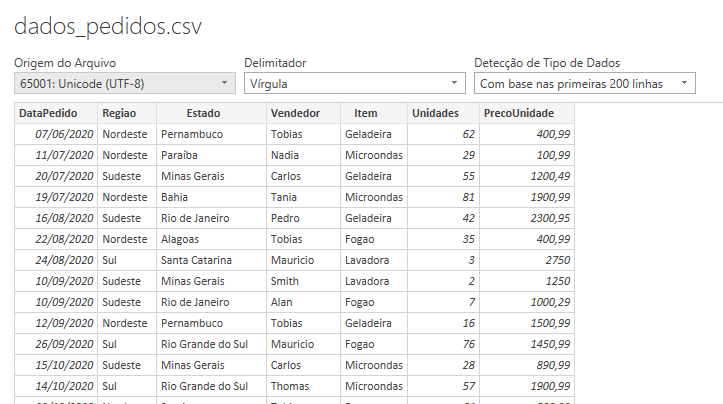 dados_pedidos.csv
Origem do Arquivo Delimitador Detecção de Tipo de Dados
65001: Unicode (UTF-8) Vírgula Com base nas primeiras 200 linhas
DataPedido Regiao Estado Vendedor Item Unidades PrecoUnidade
07/06/2020 Nordeste Pernambuco Tobias Geladeira 62 400,99
11/07/2020 Nordeste Paraíba Nadia Microondas 29 100,99
20/07/2020 Sudeste Minas Gerais Carlos Geladeira 55 1200,49
19/07/2020 Nordeste Bahia Tania Microondas 81 1900,99
16/08/2020 Sudeste Rio de Janeiro Pedro Geladeira 42 2300,95
22/08/2020 Nordeste Alagoas Tobias Fogao 35 400,99
24/08/2020 Sul Santa Catarina Mauricio Lavadora 3 2750
10/09/2020 Sudeste Minas Gerais Smith Lavadora 2 1250
10/09/2020 Sudeste Rio de Janeiro Alan Fogao 7 1000,29
12/09/2020 Nordeste Pernambuco Tobias Geladeira 16 1500,99
26/09/2020 Sul Rio Grande do Sul Mauricio Fogao 76 1450,99
15/10/2020 Sudeste Minas Gerais Carlos Microondas 28 890,99
14/10/2020 Sul Rio Grande do Sul Thomas Microondas 57 1900,99